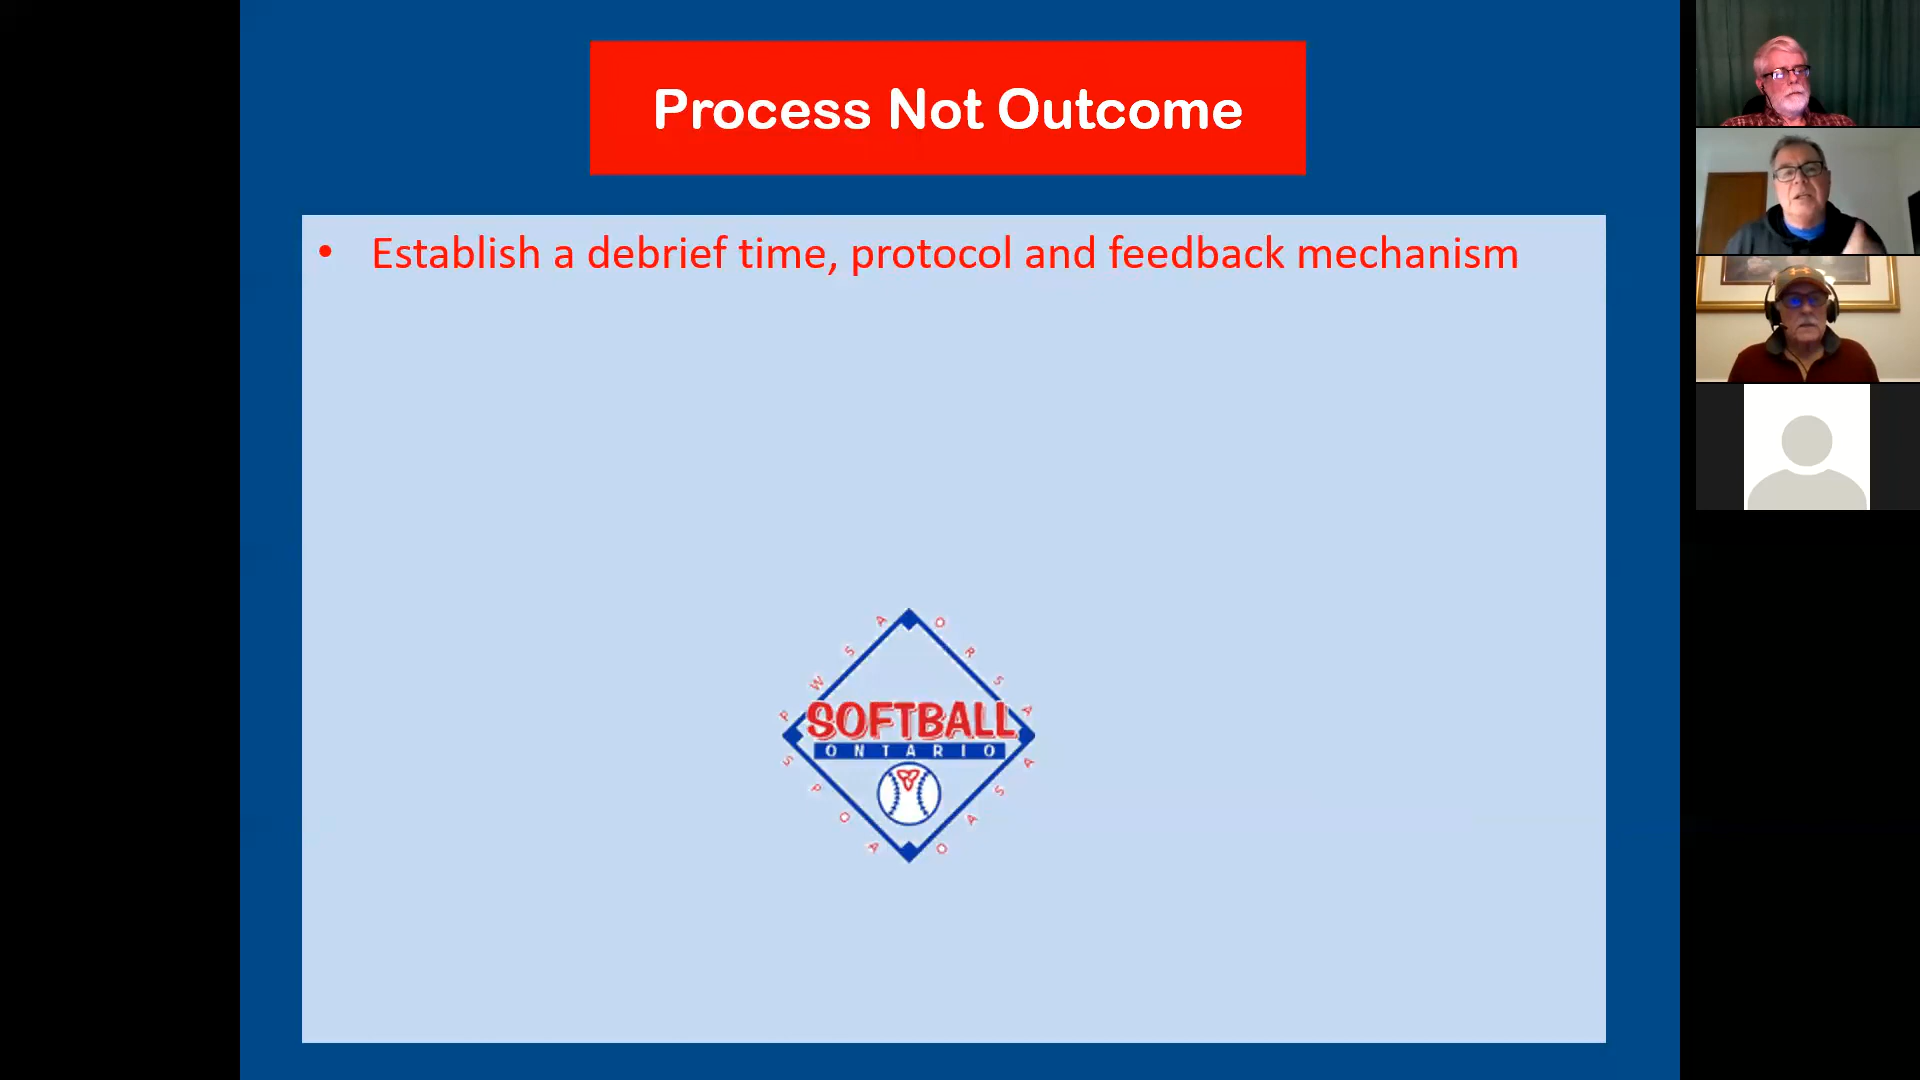 Process Not Outcome
• Establish a debrief time, protocol and feedback mechanism
P W S A O R S A
SOFTBALL
ONTARIO
S P O A O S A A